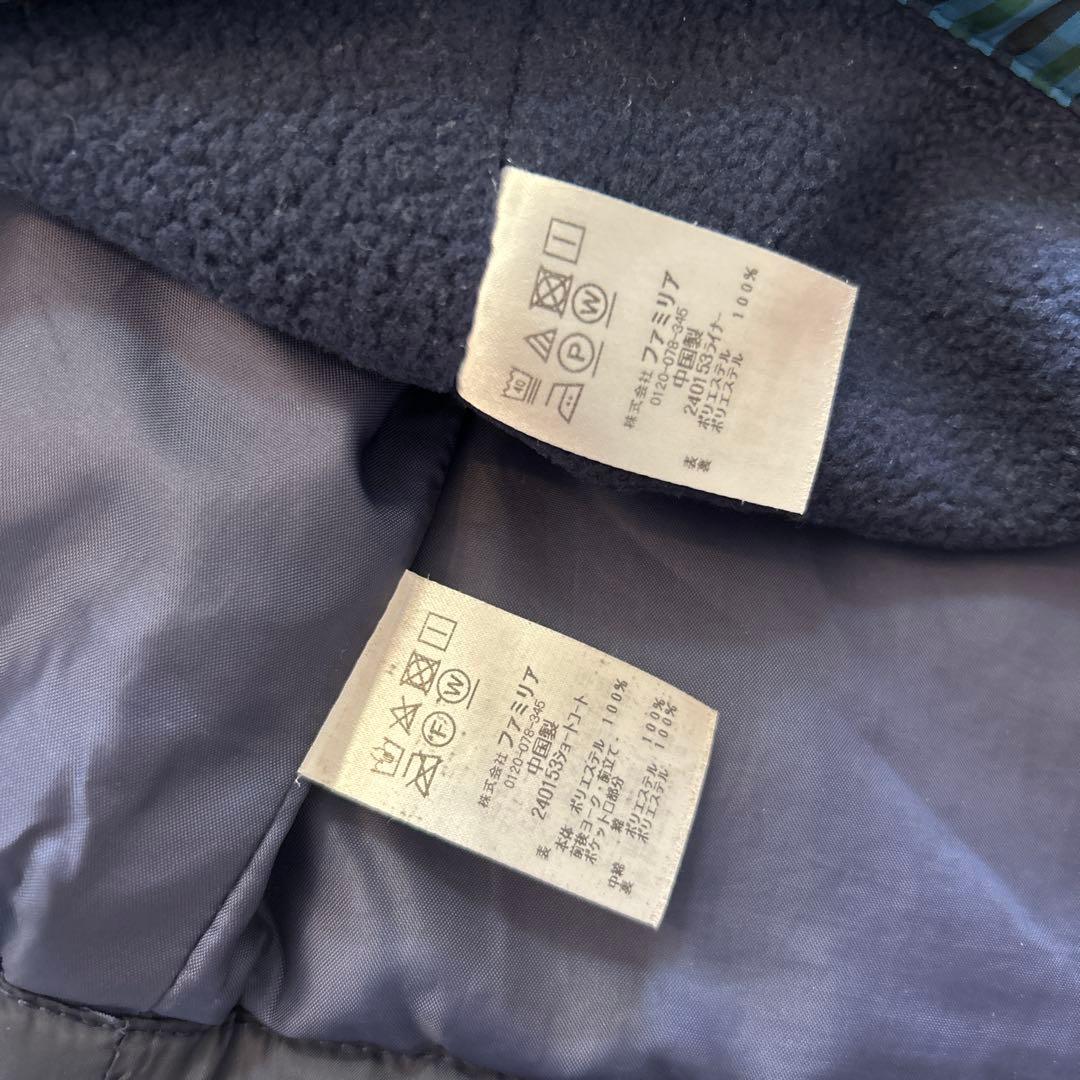 40
P
W
株式会社 ファミリア
0120-078-345
中国製
240153ライナー
表 ポリエステル
裏 ポリエステル 100%
F
W
株式会社 ファミリア
0120-078-345
中国製
240153ショートコート
表 本体 ポリエステル 100%
前後ヨーク・前立て・
ポケット口部分 綿 100%
中綿 ポリエステル 100%
裏 ポリエステル 100%